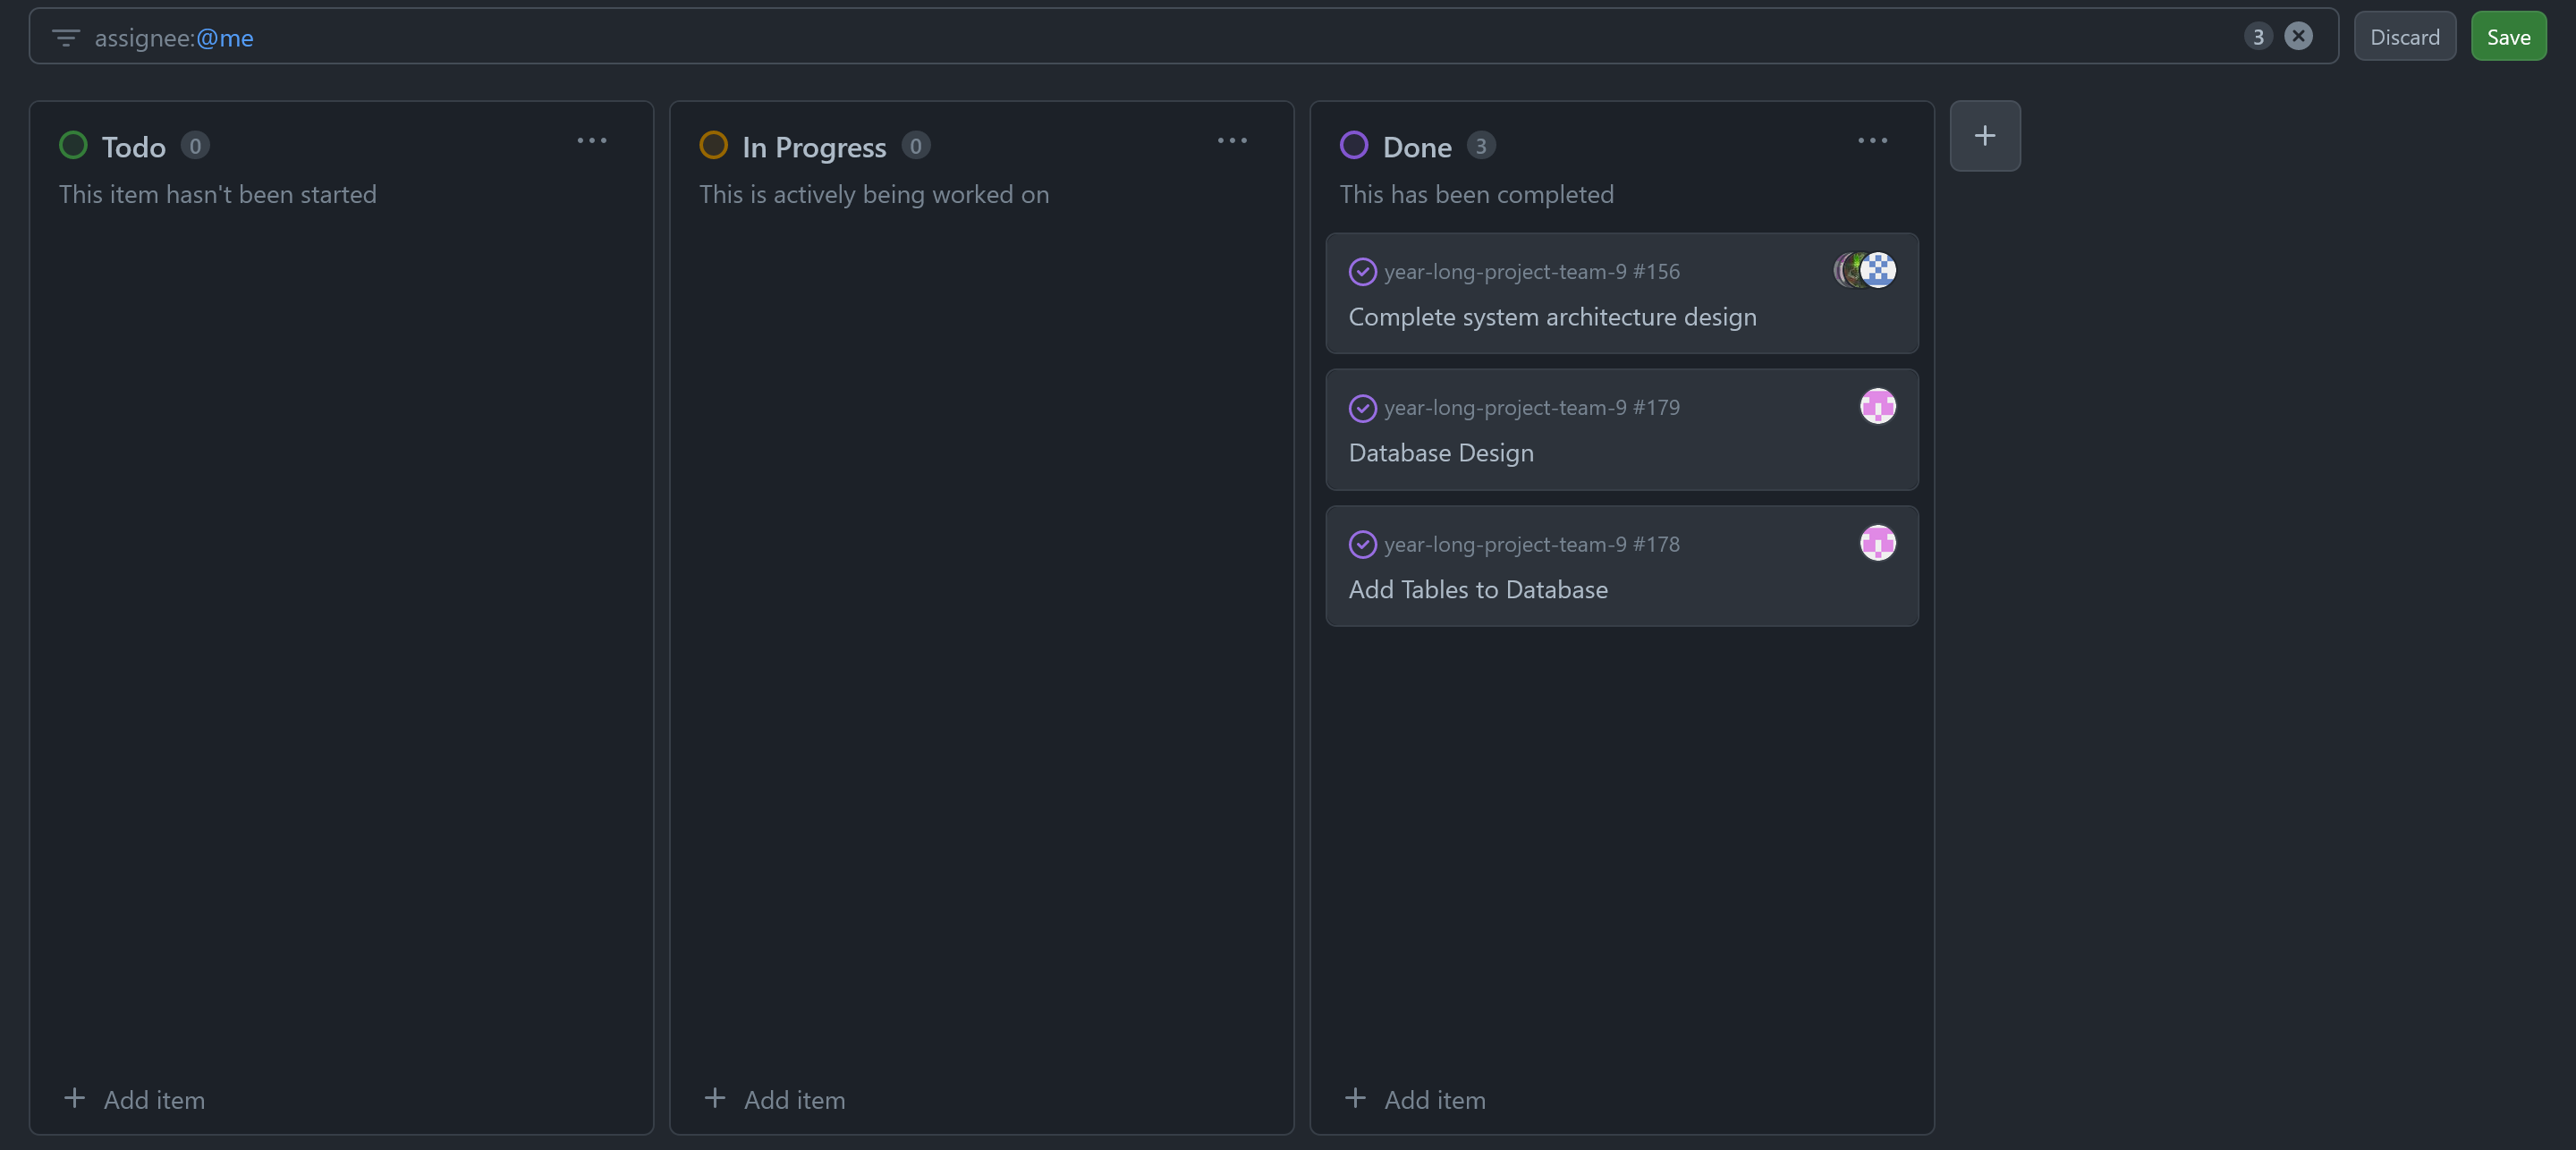 assignee:@me
3
Discard
Save
Todo 0
This item hasn't been started
Add item
In Progress 0
This is actively being worked on
Add item
Done 3
This has been completed
year-long-project-team-9 #156
Complete system architecture design
year-long-project-team-9 #179
Database Design
year-long-project-team-9 #178
Add Tables to Database
Add item